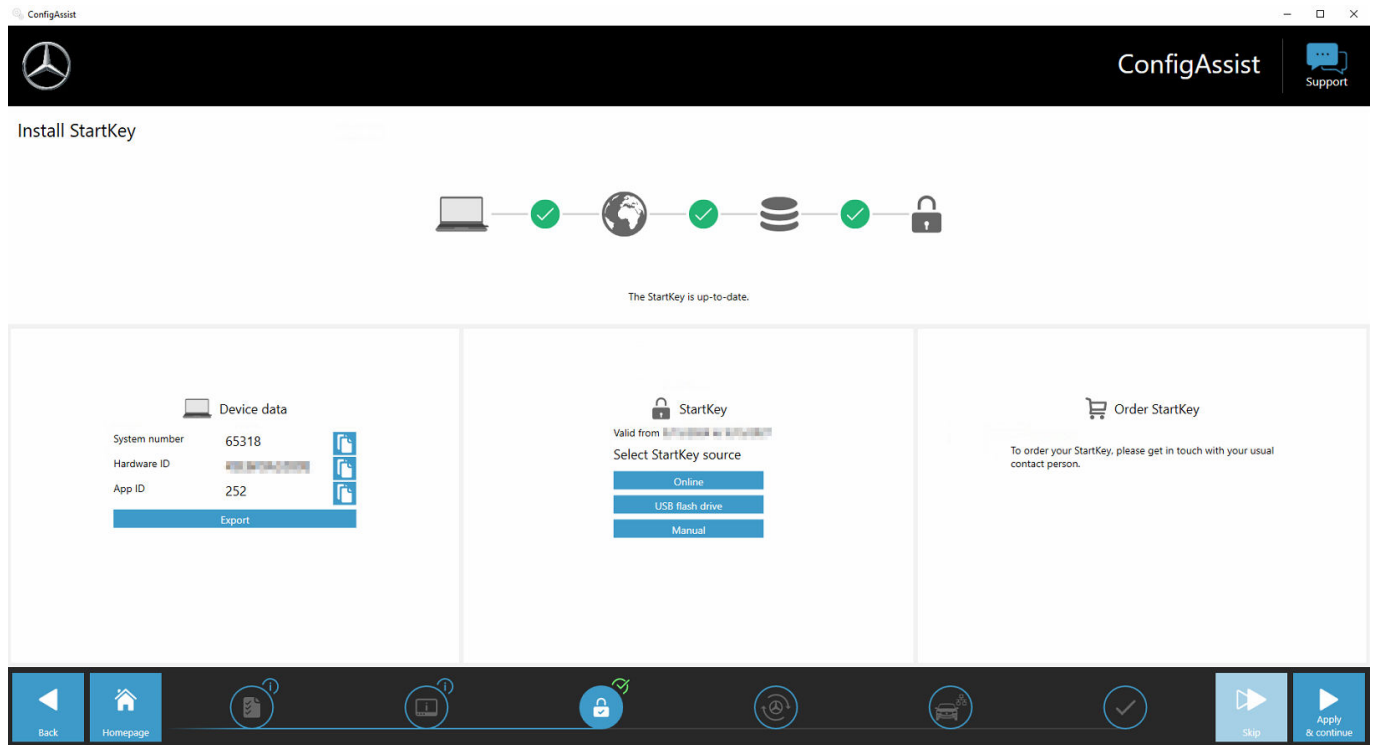 ConfigAssist
ConfigAssist
Support
Install StartKey
The StartKey is up-to-date.
Device data
System number 65318
Hardware ID
App ID 252
Export
StartKey
Valid from
Select StartKey source
Online
USB flash drive
Manual
Order StartKey
To order your StartKey, please get in touch with your usual
contact person.
Back
Homepage
Skip
Apply
& continue